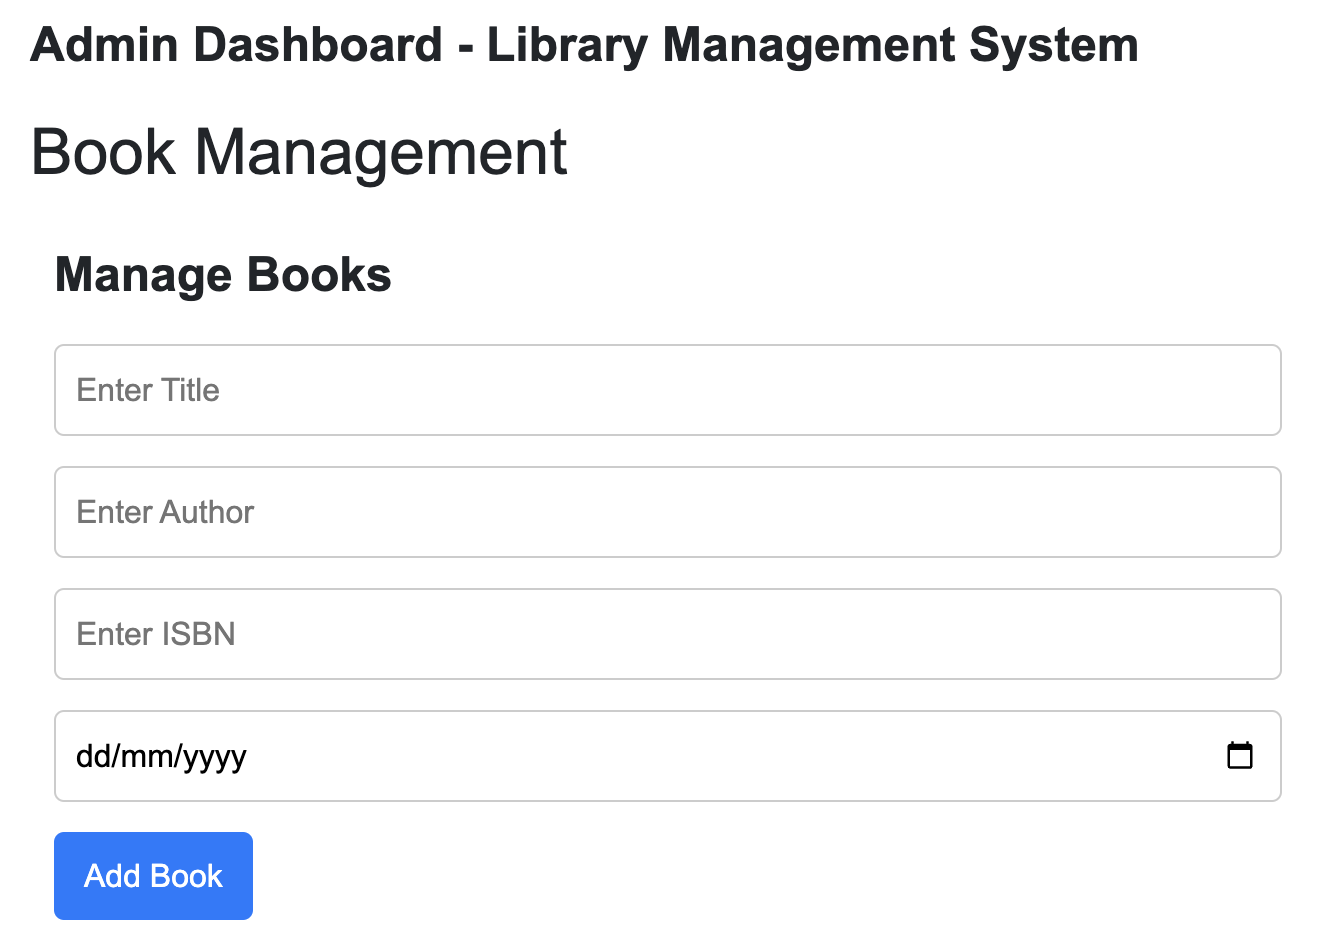 Admin Dashboard - Library Management System
Book Management
Manage Books
Enter Title
Enter Author
Enter ISBN
dd/mm/yyyy
Add Book